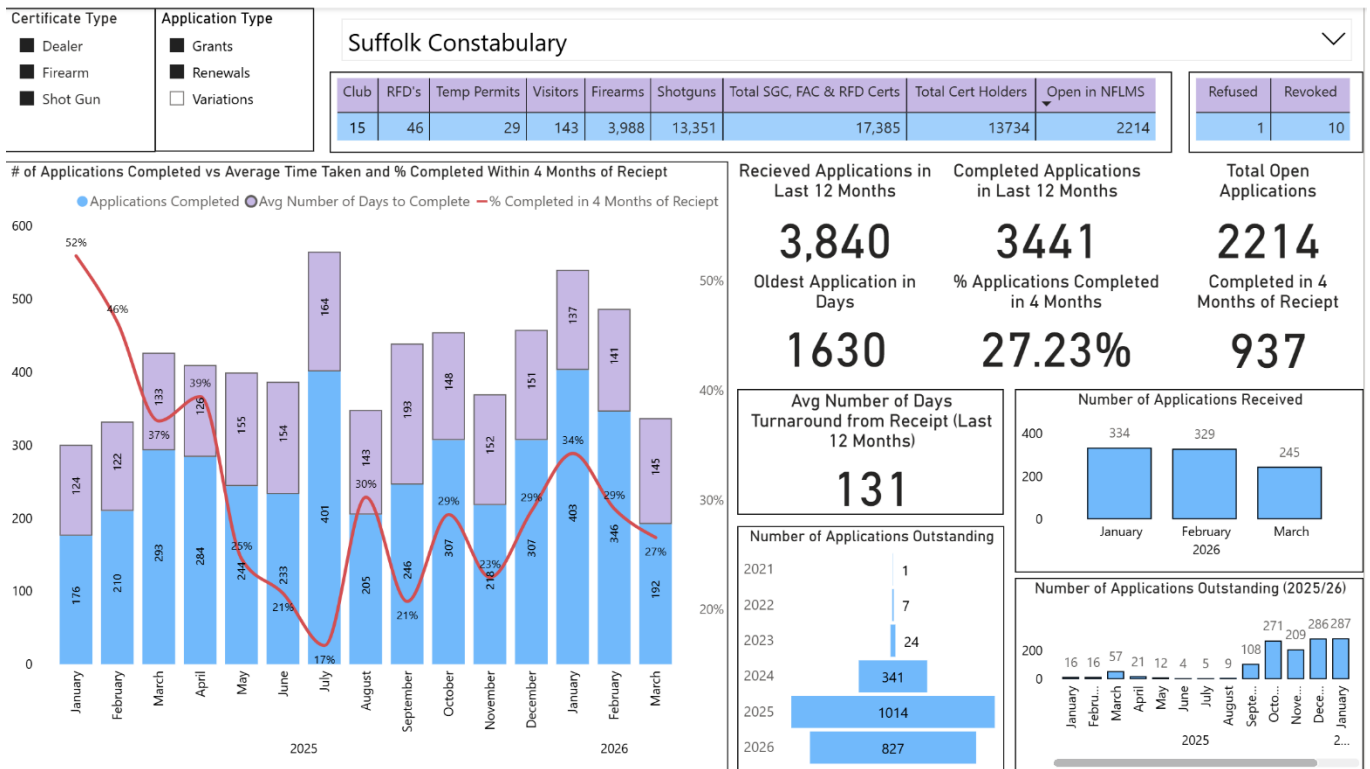 Certificate Type
Dealer
Firearm
Shot Gun
Application Type
Grants
Renewals
Variations
Suffolk Constabulary
Club RFD's Temp Permits Visitors Firearms Shotguns Total SGC, FAC & RFD Certs Total Cert Holders Open in NFLMS
15 46 29 143 3,988 13,351 17,385 13734 2214
Refused Revoked
1 10
# of Applications Completed vs Average Time Taken and % Completed Within 4 Months of Reciept
Applications Completed Avg Number of Days to Complete % Completed in 4 Months of Reciept
600
500
400
300
200
100
0
50%
40%
30%
20%
52% 46% 37% 39% 25% 21% 17% 30% 21% 29% 23% 29% 34% 29% 27%
124 122 133 126 155 154 164 143 193 148 152 151 137 141 145
176 210 293 284 244 233 401 205 246 307 218 307 403 346 192
January February March April May June July August September October November December January February March
2025 2026
Recieved Applications in
Last 12 Months
3,840
Completed Applications
in Last 12 Months
3441
Total Open
Applications
2214
Oldest Application in
Days
1630
% Applications Completed
in 4 Months
27.23%
Completed in 4
Months of Reciept
937
Avg Number of Days
Turnaround from Receipt (Last
12 Months)
131
Number of Applications Received
400
200
0
334 329 245
January February March
2026
Number of Applications Outstanding
2021 1
2022 7
2023 24
2024 341
2025 1014
2026 827
Number of Applications Outstanding (2025/26)
200
0
16 16 57 21 12 4 5 9 108 271 209 286 287
January Febru... March April May June July August Septe... Octo... Nove... Dece... January
2025 2...